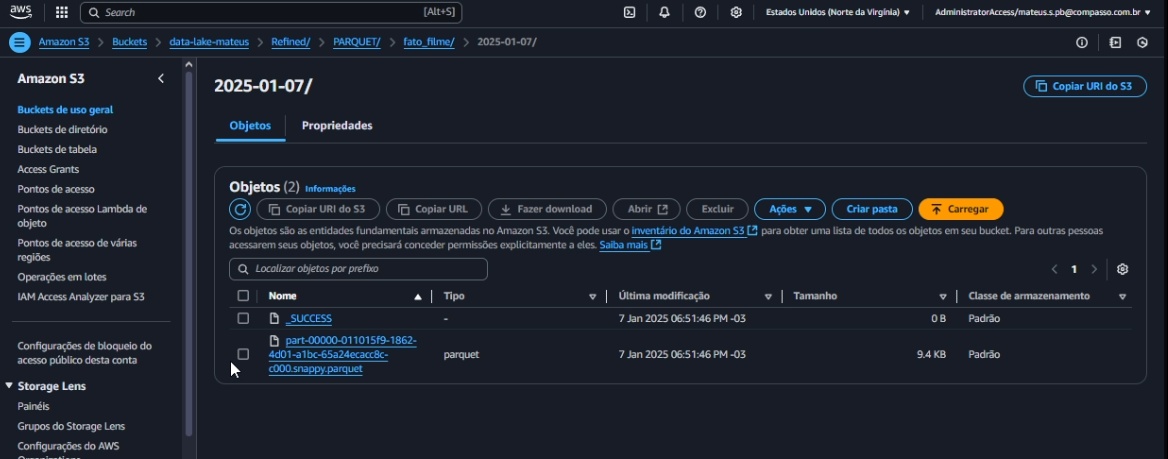 aws
Search [Alt+S]
Estados Unidos (Norte da Virgínia) ▼
AdministratorAccess/mateus.s.pb@compasso.com.br ▼
Amazon S3 > Buckets > data-lake-mateus > Refined/ > PARQUET/ > fato_filme/ > 2025-01-07/
Amazon S3
Buckets de uso geral
Buckets de diretório
Buckets de tabela
Access Grants
Pontos de acesso
Pontos de acesso Lambda de
objeto
Pontos de acesso de várias
regiões
Operações em lotes
IAM Access Analyzer para S3
Configurações de bloqueio do
acesso público desta conta
Storage Lens
Painéis
Grupos do Storage Lens
Configurações do AWS
2025-01-07/
Copiar URI do S3
Objetos
Propriedades
Objetos (2) Informações
Copiar URI do S3
Copiar URL
Fazer download
Abrir
Excluir
Ações ▼
Criar pasta
Carregar
Os objetos são as entidades fundamentais armazenadas no Amazon S3. Você pode usar o inventário do Amazon S3 para obter uma lista de todos os objetos em seu bucket. Para outras pessoas
acessarem seus objetos, você precisará conceder permissões explicitamente a eles. Saiba mais
Localizar objetos por prefixo
< 1 >
Nome Tipo Última modificação Tamanho Classe de armazenamento
_SUCCESS - 7 Jan 2025 06:51:46 PM -03 0 B Padrão
part-00000-011015f9-1862-
4d01-a1bc-65a24ecacc8c- parquet 7 Jan 2025 06:51:46 PM -03 9.4 KB Padrão
c000.snappy.parquet